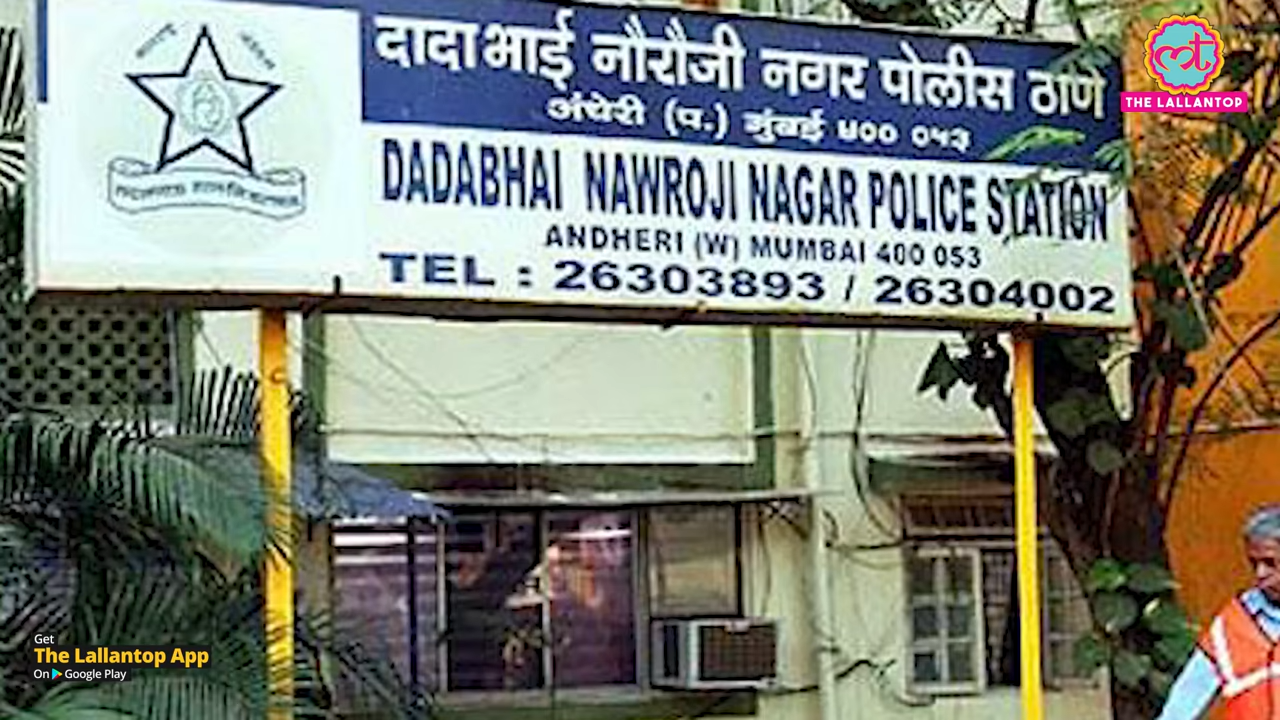 दादाभाई नौरौजी नगर पोलीस ठाणे
अंधेरी (प.) मुंबई ४०० ०५३
DADABHAI NAWROJI NAGAR POLICE STATION
ANDHERI (W) MUMBAI 400 053
TEL : 26303893 / 26304002
THE LALLANTOP
Get
The Lallantop App
On Google Play